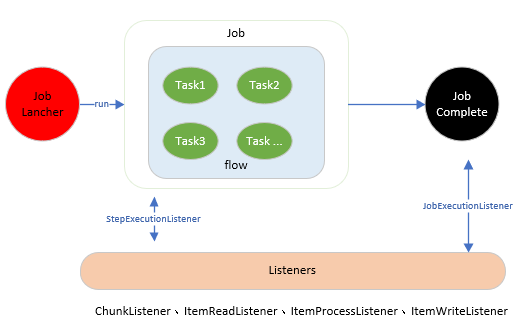 Job
Job
Lancher
run
Task1
Task2
Task3
Task ...
flow
Job
Complete
StepExecutionListener
JobExecutionListener
Listeners
ChunkListener、ItemReadListener、ItemProcessListener、ItemWriteListener